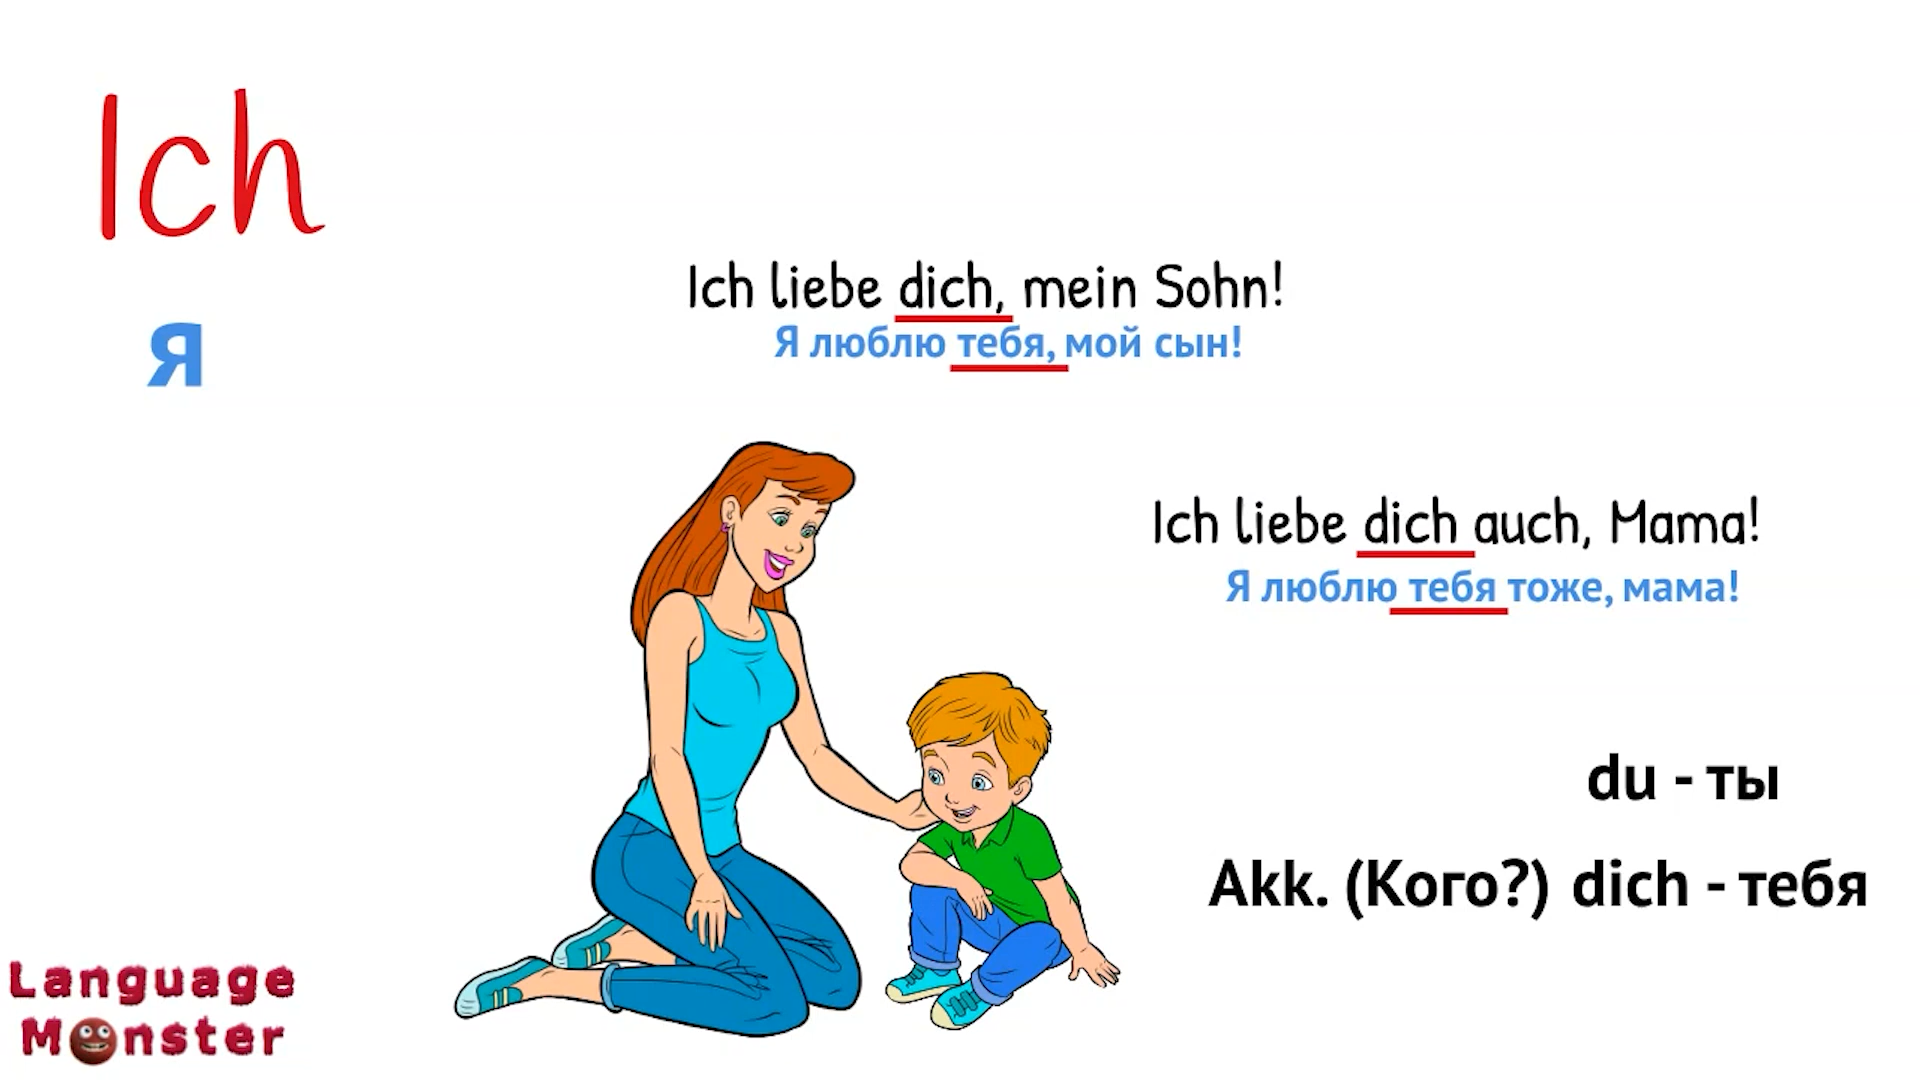 Ich
Я
Ich liebe dich, mein Sohn!
Я люблю тебя, мой сын!
Ich liebe dich auch, Mama!
Я люблю тебя тоже, мама!
du - ты
Akk. (Кого?) dich - тебя
Language
Monster